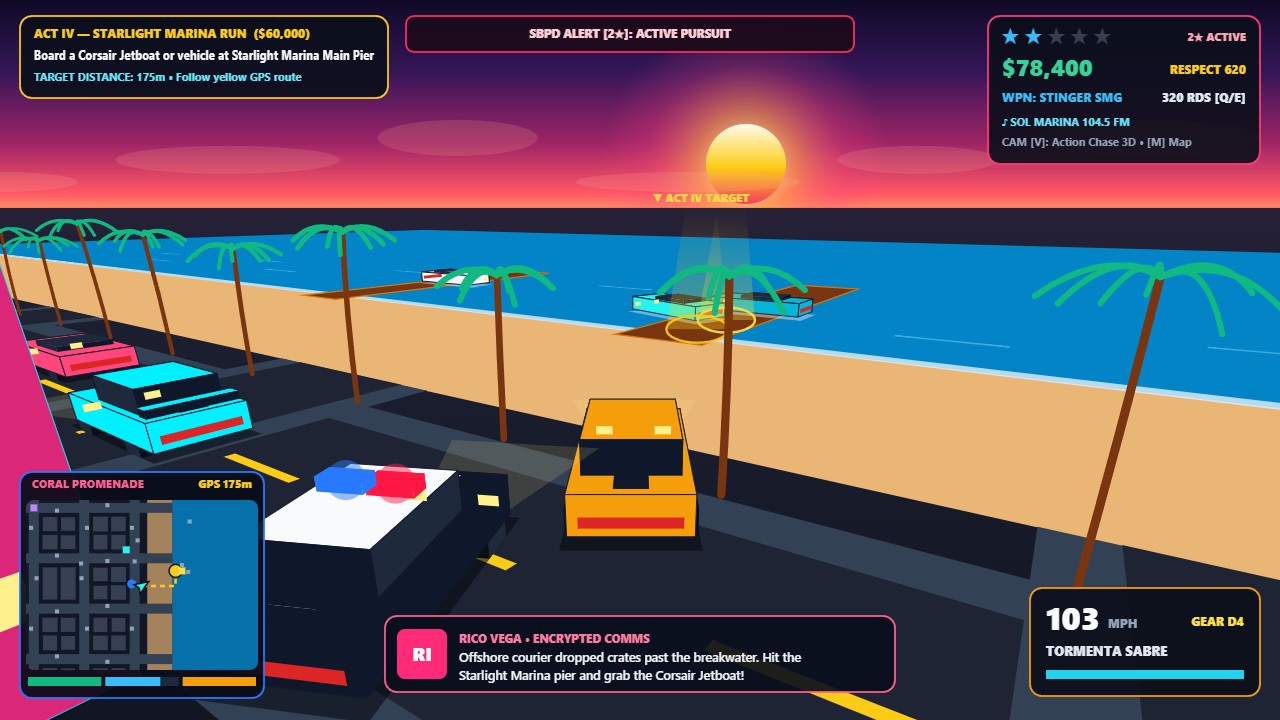 ACT IV — STARLIGHT MARINA RUN ($60,000)
Board a Corsair Jetboat or vehicle at Starlight Marina Main Pier
TARGET DISTANCE: 175m • Follow yellow GPS route
SBPD ALERT [2★]: ACTIVE PURSUIT
★★★★★ 2★ ACTIVE
$78,400 RESPECT 620
WPN: STINGER SMG 320 RDS [Q/E]
♪ SOL MARINA 104.5 FM
CAM [V]: Action Chase 3D • [M] Map
▼ ACT IV TARGET
CORAL PROMENADE GPS 175m
RI
RICO VEGA • ENCRYPTED COMMS
Offshore courier dropped crates past the breakwater. Hit the
Starlight Marina pier and grab the Corsair Jetboat!
103 MPH GEAR D4
TORMENTA SABRE